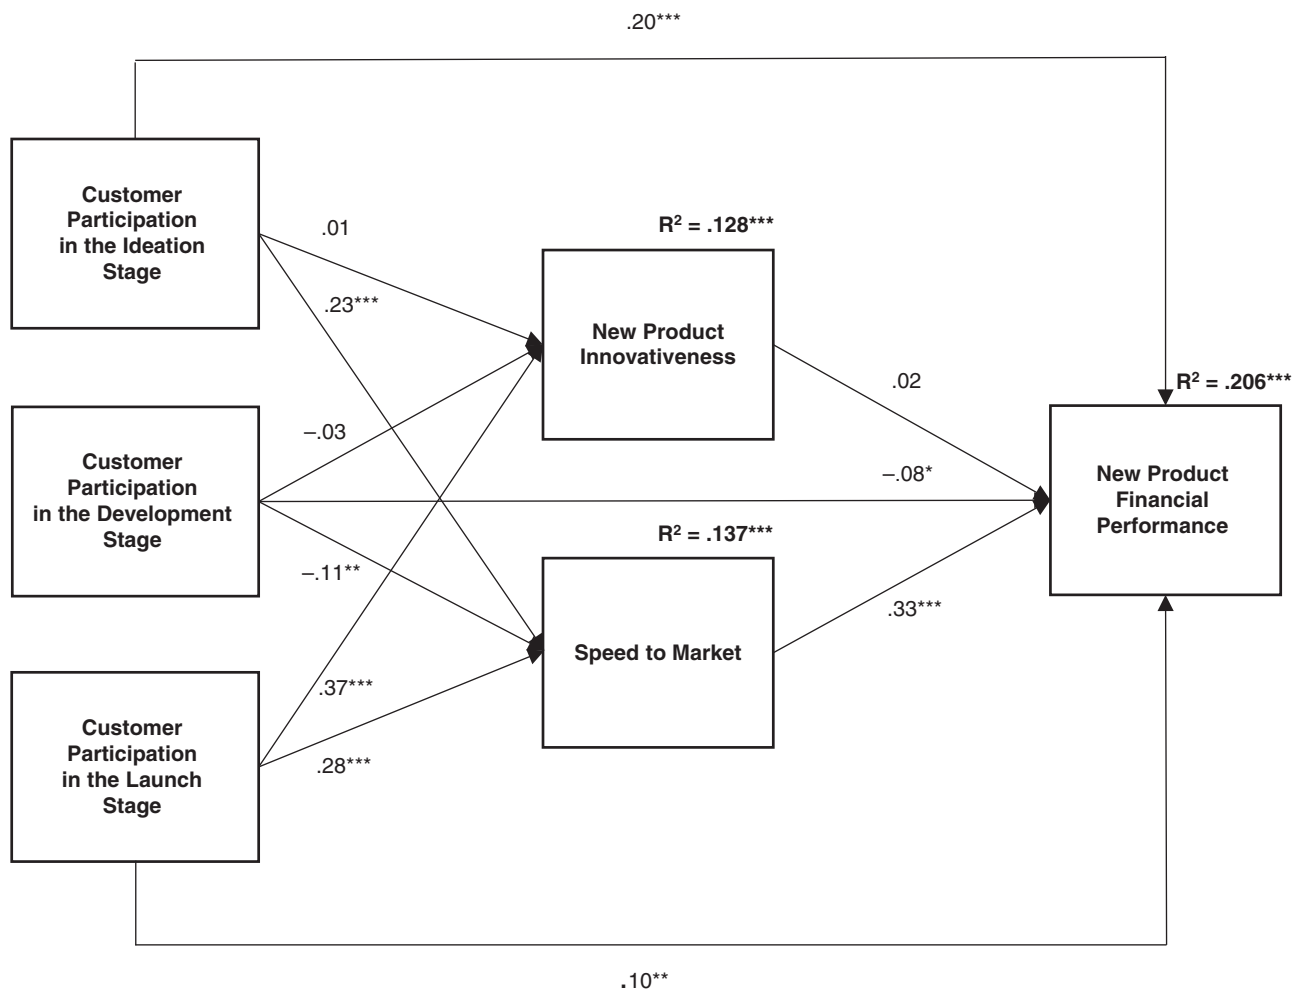 .20***
Customer
Participation
in the Ideation
Stage
.01
.23***
R² = .128***
New Product
Innovativeness
.02
R² = .206***
Customer
Participation
in the Development
Stage
–.03
–.08*
–.11**
New Product
Financial
Performance
R² = .137***
Speed to Market
.33***
Customer
Participation
in the Launch
Stage
.37***
.28***
.10**